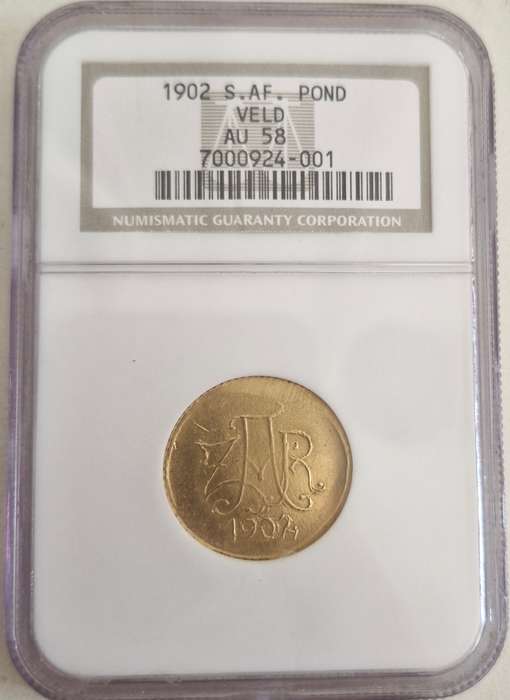 1902 S.AF. POND
VELD
AU 58
7000924-001
NUMISMATIC GUARANTY CORPORATION
ZAR
1902